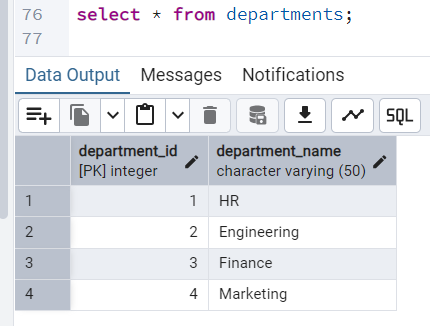 76 select * from departments;
77
Data Output Messages Notifications
SQL
department_id department_name
[PK] integer character varying (50)
1 1 HR
2 2 Engineering
3 3 Finance
4 4 Marketing